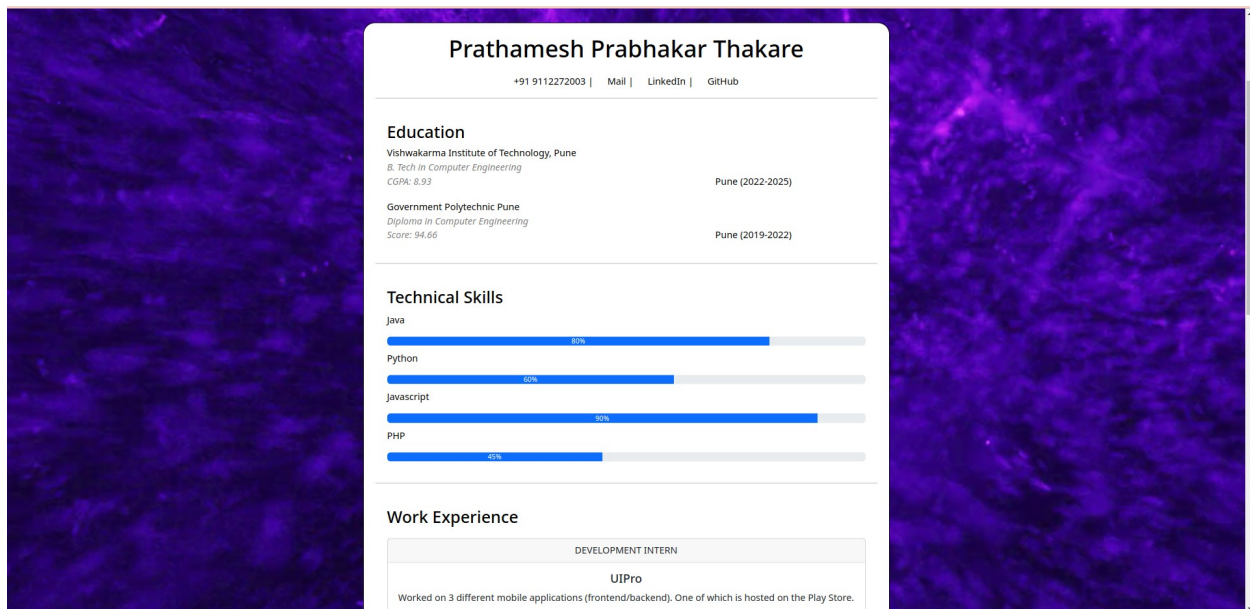 Prathamesh Prabhakar Thakare
+91 9112272003 | Mail | LinkedIn | GitHub
Education
Vishwakarma Institute of Technology, Pune
B. Tech in Computer Engineering
CGPA: 8.93 Pune (2022-2025)
Government Polytechnic Pune
Diploma in Computer Engineering
Score: 94.66 Pune (2019-2022)
Technical Skills
Java
80%
Python
60%
Javascript
90%
PHP
45%
Work Experience
DEVELOPMENT INTERN
UIPro
Worked on 3 different mobile applications (frontend/backend). One of which is hosted on the Play Store.